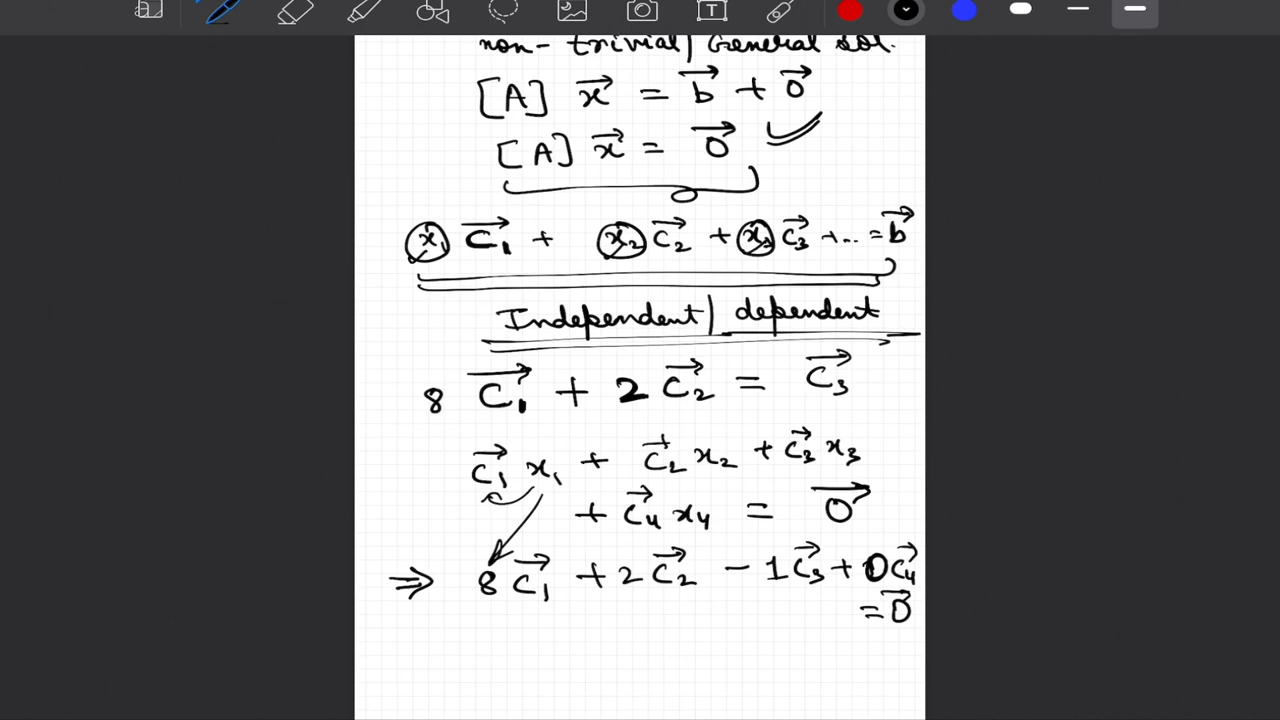 non-trivial/General sol.
[A] x⃗ = b⃗ + 0⃗
[A] x⃗ = 0⃗
x₁ c⃗₁ + x₂ c⃗₂ + x₃ c⃗₃ + ... = b⃗
Independent/dependent
8 c⃗₁ + 2 c⃗₂ = c⃗₃
c⃗₁ x₁ + c⃗₂ x₂ + c⃗₃ x₃
+ c⃗₄ x₄ = 0⃗
⇒ 8 c⃗₁ + 2 c⃗₂ - 1 c⃗₃ + 0 c⃗₄
= 0⃗